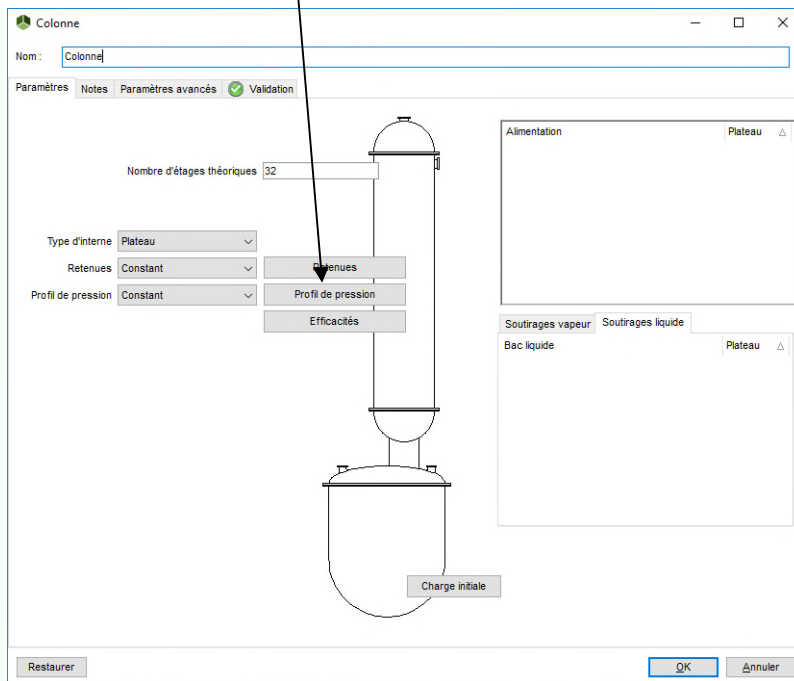 Colonne
Nom : Colonne
Paramètres Notes Paramètres avancés Validation
Nombre d'étages théoriques 32
Type d'interne Plateau
Retenues Constant Retenues
Profil de pression Constant Profil de pression
Efficacités
Alimentation Plateau
Soutirages vapeur Soutirages liquide
Bac liquide Plateau
Charge initiale
Restaurer OK Annuler